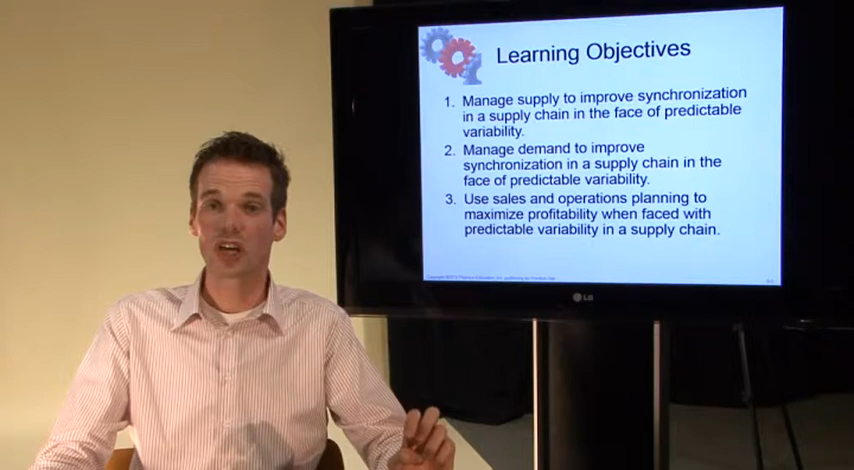 Learning Objectives
1. Manage supply to improve synchronization
in a supply chain in the face of predictable
variability.
2. Manage demand to improve
synchronization in a supply chain in the
face of predictable variability.
3. Use sales and operations planning to
maximize profitability when faced with
predictable variability in a supply chain.
LG